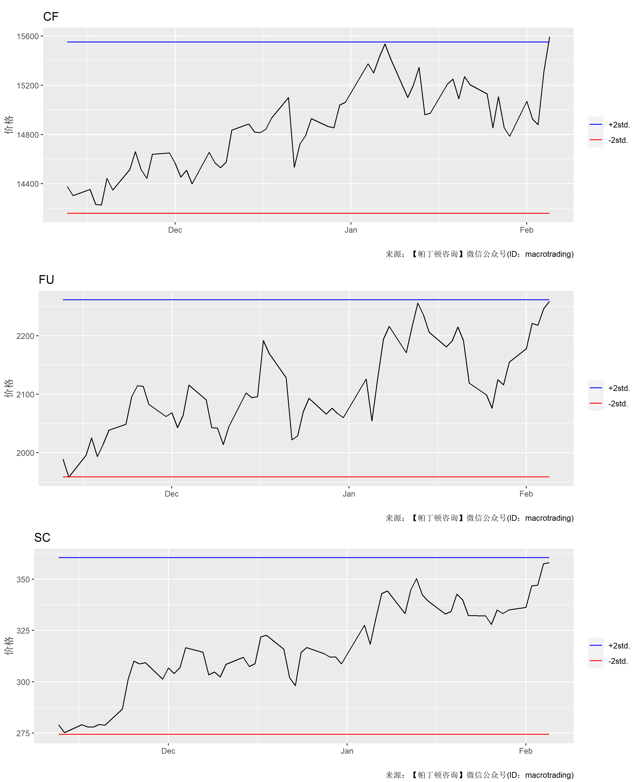 CF
15600
15200
14800
14400
价格
Dec
Jan
Feb
+2std.
-2std.
来源：【帕丁顿咨询】微信公众号(ID：macrotrading)
FU
2200
2100
2000
价格
Dec
Jan
Feb
+2std.
-2std.
来源：【帕丁顿咨询】微信公众号(ID：macrotrading)
SC
350
325
300
275
价格
Dec
Jan
Feb
+2std.
-2std.
来源：【帕丁顿咨询】微信公众号(ID：macrotrading)